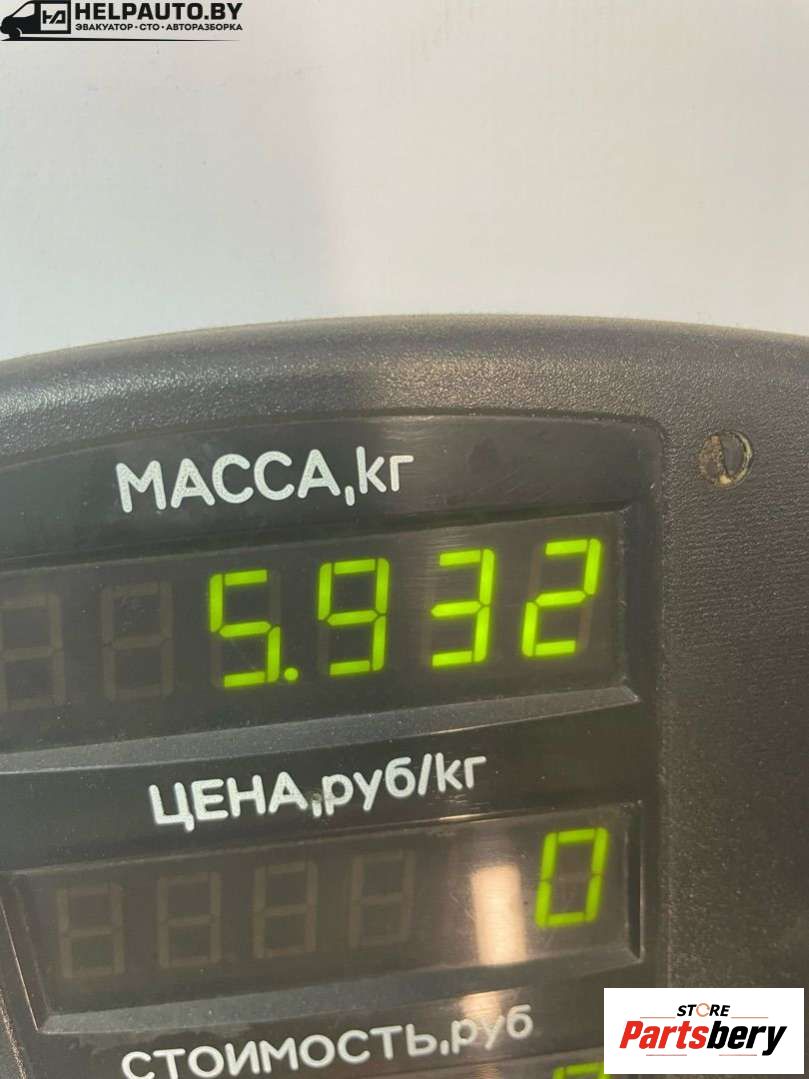 HELPAUTO.BY
ЭВАКУАТОР·СТО·АВТОРАЗБОРКА
МАССА,кг
5.932
ЦЕНА,руб/кг
0
СТОИМОСТЬ,руб
STORE
Partsbery